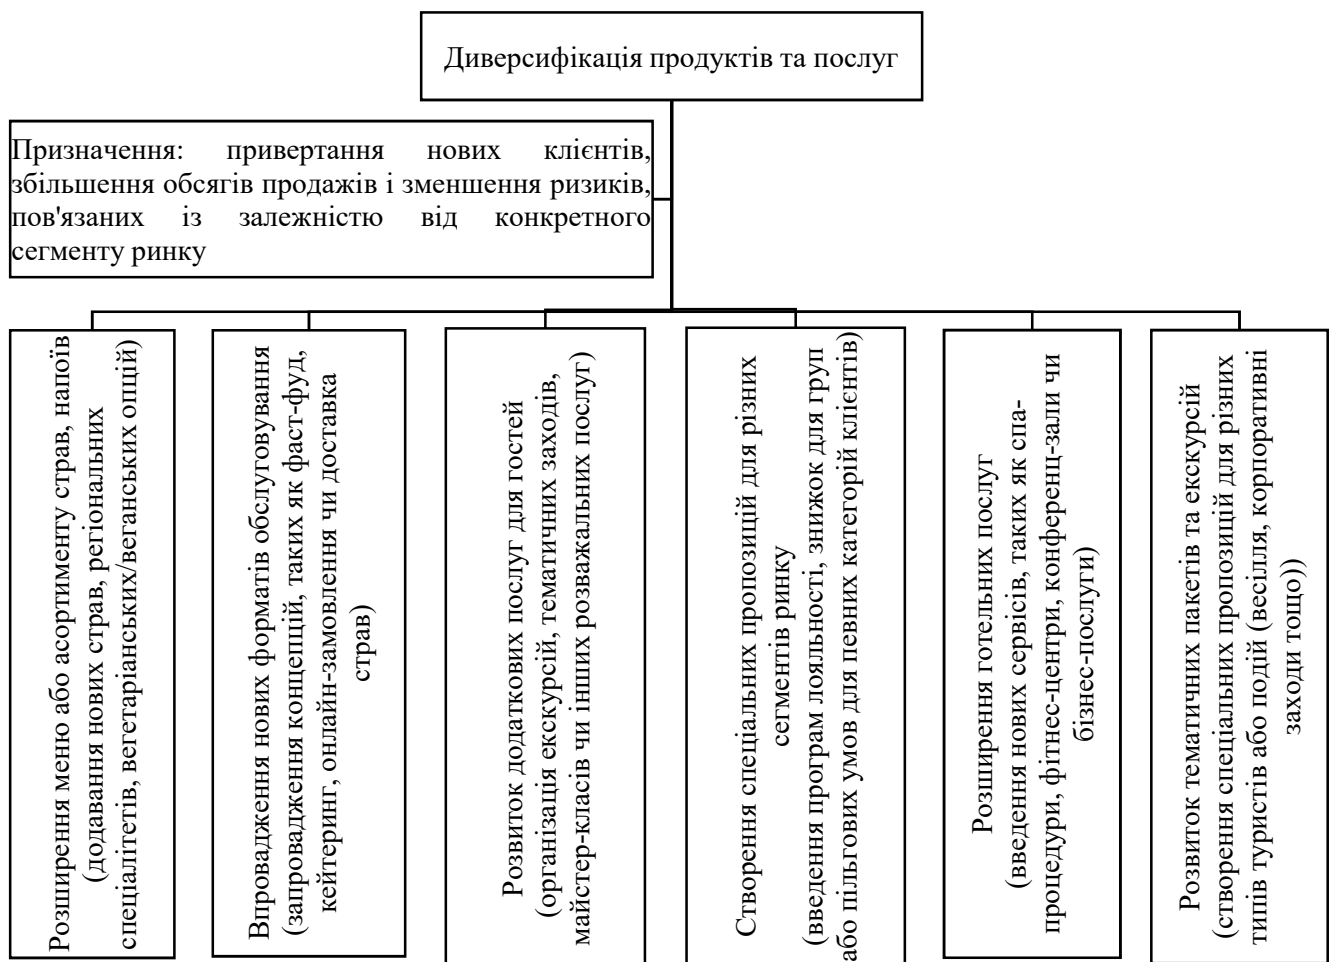 Диверсифікація продуктів та послуг
Призначення: привертання нових клієнтів,
збільшення обсягів продажів і зменшення ризиків,
пов'язаних із залежністю від конкретного
сегменту ринку
Розширення меню або асортименту страв, напоїв
(додавання нових страв, регіональних
спеціалітетів, вегетаріанських/веганських опцій)
Впровадження нових форматів обслуговування
(запровадження концепцій, таких як фаст-фуд,
кейтеринг, онлайн-замовлення чи доставка
страв)
Розвиток додаткових послуг для гостей
(організація екскурсій, тематичних заходів,
майстер-класів чи інших розважальних послуг)
Створення спеціальних пропозицій для різних
сегментів ринку
(введення програм лояльності, знижок для груп
або пільгових умов для певних категорій клієнтів)
Розширення готельних послуг
(введення нових сервісів, таких як спа-
процедури, фітнес-центри, конференц-зали чи
бізнес-послуги)
Розвиток тематичних пакетів та екскурсій
(створення спеціальних пропозицій для різних
типів туристів або подій (весілля, корпоративні
заходи тощо))